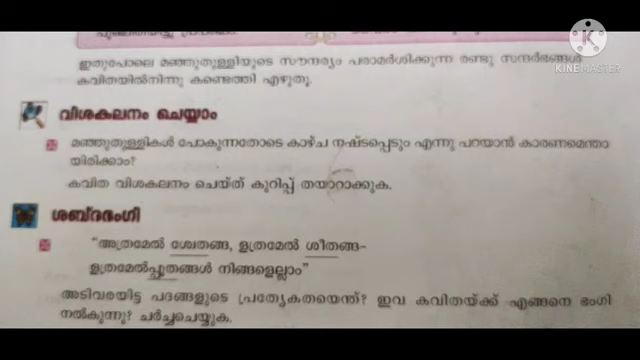 ഇതുപോലെ മഞ്ഞുതുള്ളിയുടെ സൗന്ദര്യം പരാമർശിക്കുന്ന രണ്ടു സന്ദർഭങ്ങൾ
കവിതയിൽനിന്നു കണ്ടെത്തി എഴുതൂ.
KINEMASTER
വിശകലനം ചെയ്യാം
മഞ്ഞുതുള്ളികൾ പോകുന്നതോടെ കാഴ്ച നഷ്ടപ്പെടും എന്നു പറയാൻ കാരണമെന്താ
യിരിക്കാം?
കവിത വിശകലനം ചെയ്ത് കുറിപ്പ് തയാറാക്കുക.
ശബ്ദഭംഗി
“അത്രമേൽ ശ്വേതങ്ങ, ളത്രമേൽ ശീതങ്ങ–
ളത്രമേൽപ്പൂതങ്ങൾ നിങ്ങളെല്ലാം”
അടിവരയിട്ട പദങ്ങളുടെ പ്രത്യേകതയെന്ത്? ഇവ കവിതയ്ക്ക് എങ്ങനെ ഭംഗി
നൽകുന്നു? ചർച്ചചെയ്യുക.